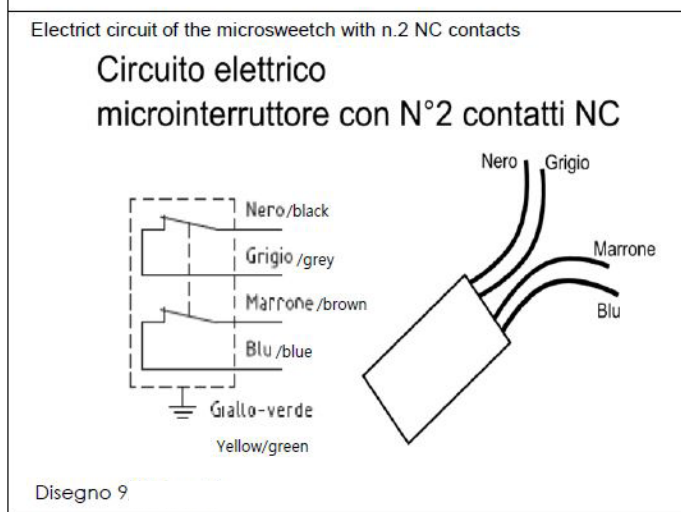 Electrict circuit of the microsweetch with n.2 NC contacts
Circuito elettrico
microinterruttore con N°2 contatti NC
Nero Grigio
Nero/black
Grigio /grey
Marrone
Marrone/brown
Blu
Blu /blue
Giallo-verde
Yellow/green
Disegno 9